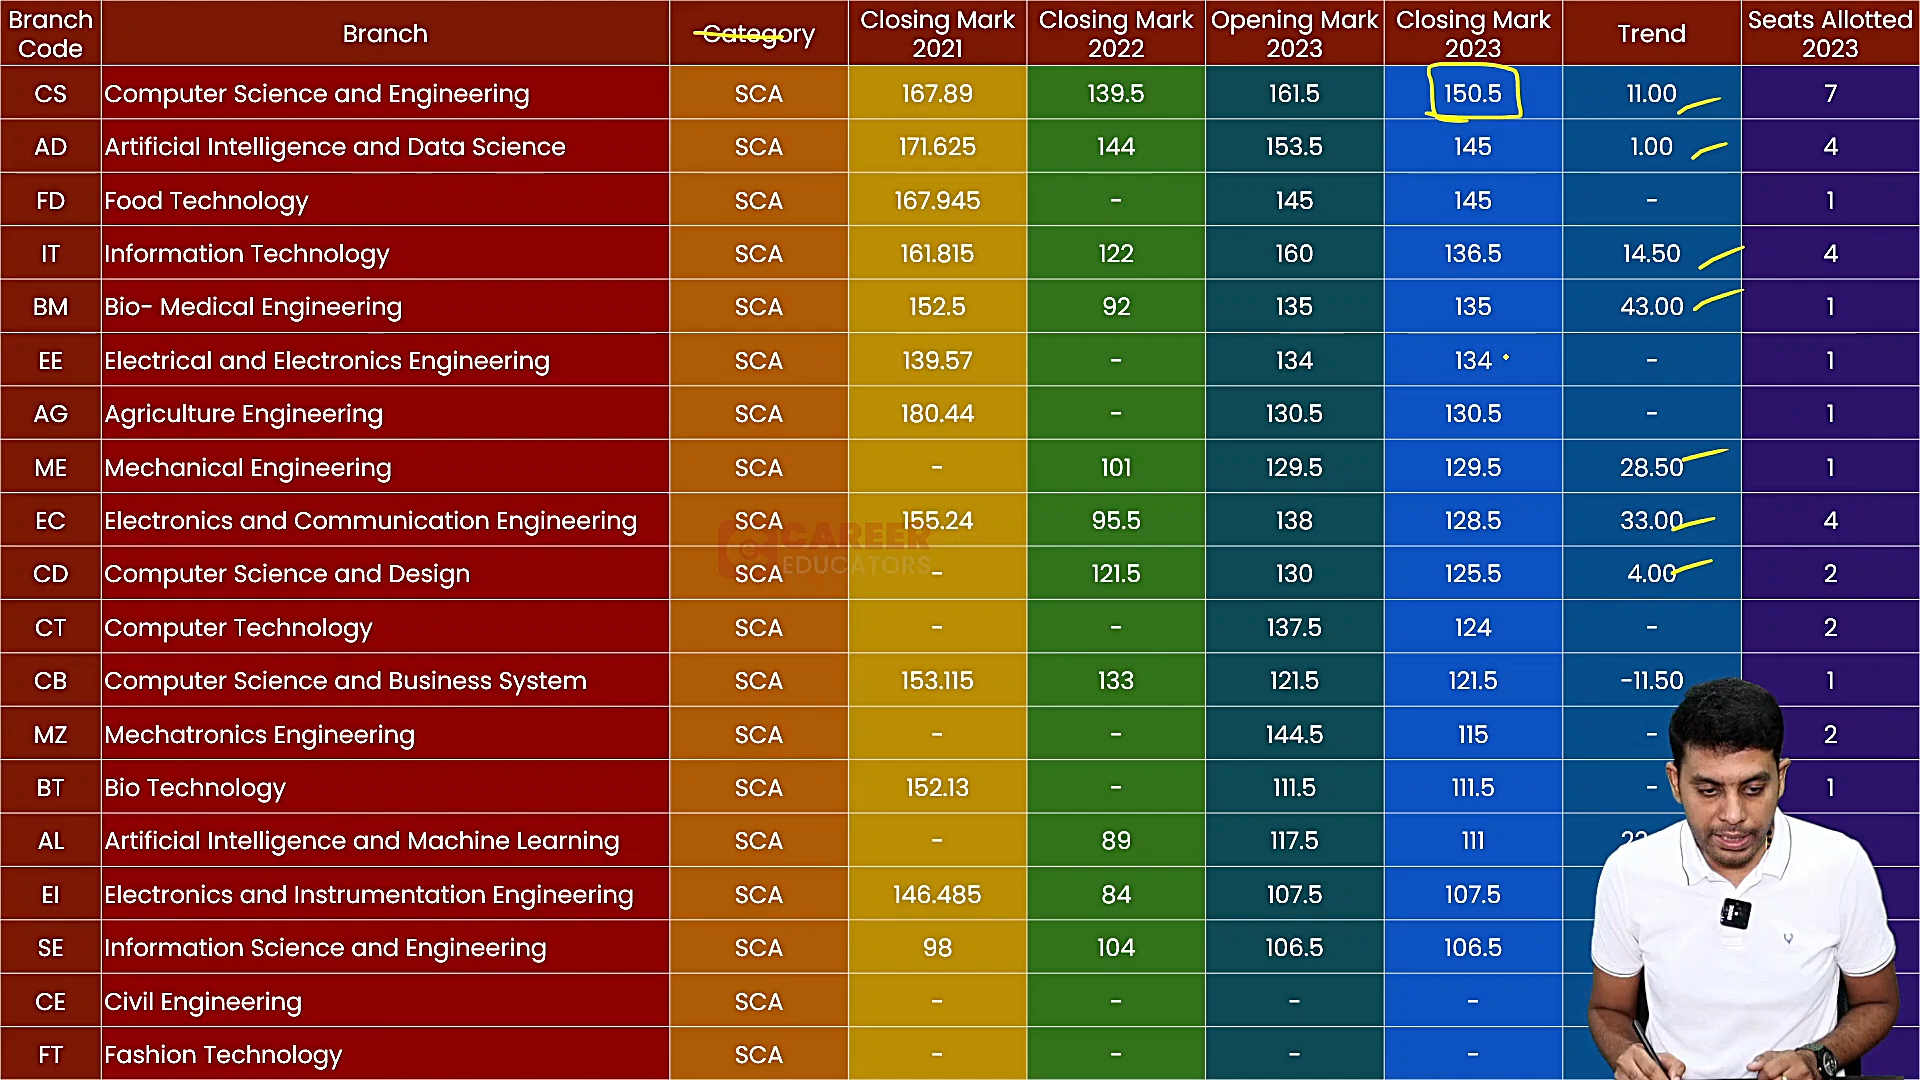 Branch Code Branch Category Closing Mark 2021 Closing Mark 2022 Opening Mark 2023 Closing Mark 2023 Trend Seats Allotted 2023
CS Computer Science and Engineering SCA 167.89 139.5 161.5 150.5 11.00 7
AD Artificial Intelligence and Data Science SCA 171.625 144 153.5 145 1.00 4
FD Food Technology SCA 167.945 - 145 145 - 1
IT Information Technology SCA 161.815 122 160 136.5 14.50 4
BM Bio- Medical Engineering SCA 152.5 92 135 135 43.00 1
EE Electrical and Electronics Engineering SCA 139.57 - 134 134 - 1
AG Agriculture Engineering SCA 180.44 - 130.5 130.5 - 1
ME Mechanical Engineering SCA - 101 129.5 129.5 28.50 1
EC Electronics and Communication Engineering SCA 155.24 95.5 138 128.5 33.00 4
CAREER
EDUCATORS
CD Computer Science and Design SCA - 121.5 130 125.5 4.00 2
CT Computer Technology SCA - - 137.5 124 - 2
CB Computer Science and Business System SCA 153.115 133 121.5 121.5 -11.50 1
MZ Mechatronics Engineering SCA - - 144.5 115 - 2
BT Bio Technology SCA 152.13 - 111.5 111.5 - 1
AL Artificial Intelligence and Machine Learning SCA - 89 117.5 111
EI Electronics and Instrumentation Engineering SCA 146.485 84 107.5 107.5
SE Information Science and Engineering SCA 98 104 106.5 106.5
CE Civil Engineering SCA - - - -
FT Fashion Technology SCA - - - -